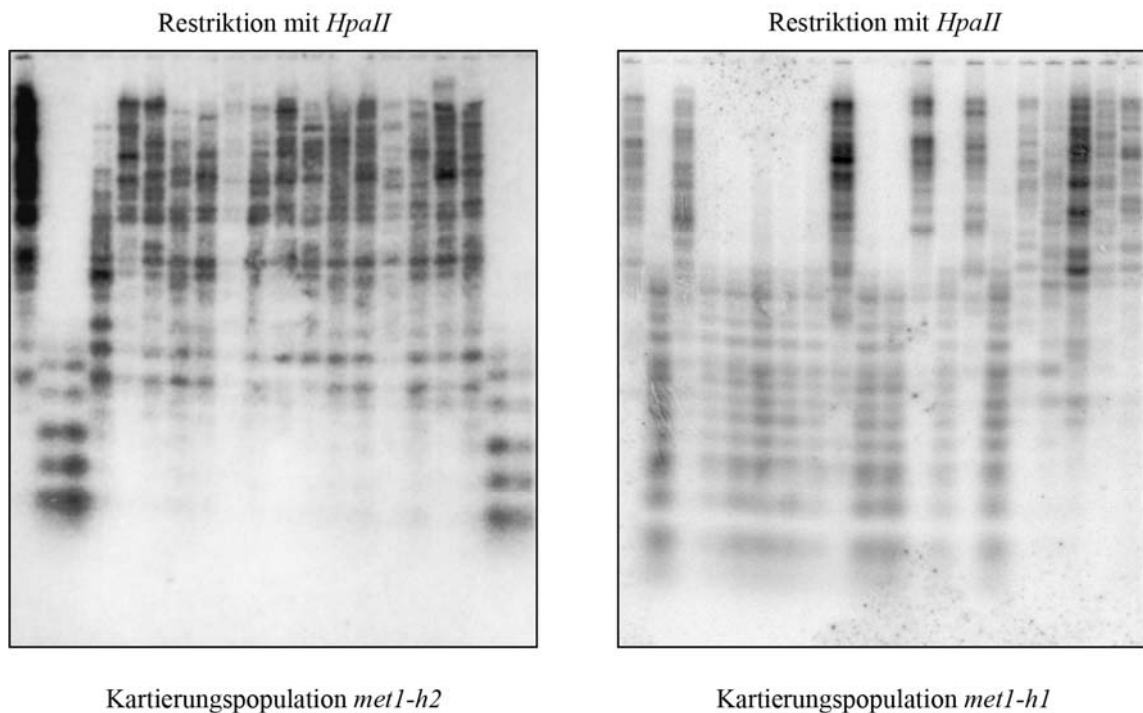 Restriktion mit HpaII
Restriktion mit HpaII
Kartierungspopulation met1-h2
Kartierungspopulation met1-h1